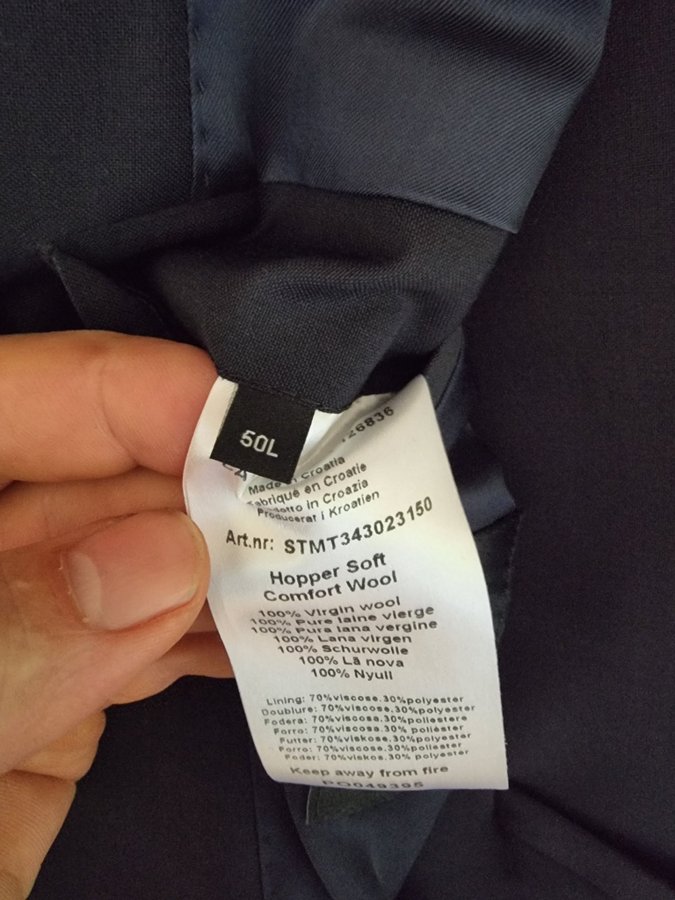 50L
126836
CA
Made in Croatia
Fabriqué en Croatie
in Croazia
Producerat i Kroatien
Art.nr: STMT343023150
Hopper Soft
Comfort Wool
100% Virgin wool
100% Pure laine vierge
100% Pura lana vergine
100% Lana virgen
100% Schurwolle
100% Lã nova
100% Nyull
Lining: 70%viscose.30%polyester
Doublure: 70%viscose.30%polyester
Fodera: 70%viscosa.30%poliestere
Forro: 70%viscosa.30% poliéster
Futter: 70%viskose.30%polyester
Forro: 70%viscose.30%poliester
Foder: 70%viskos.30%polyester
Keep away from fire
PO049395